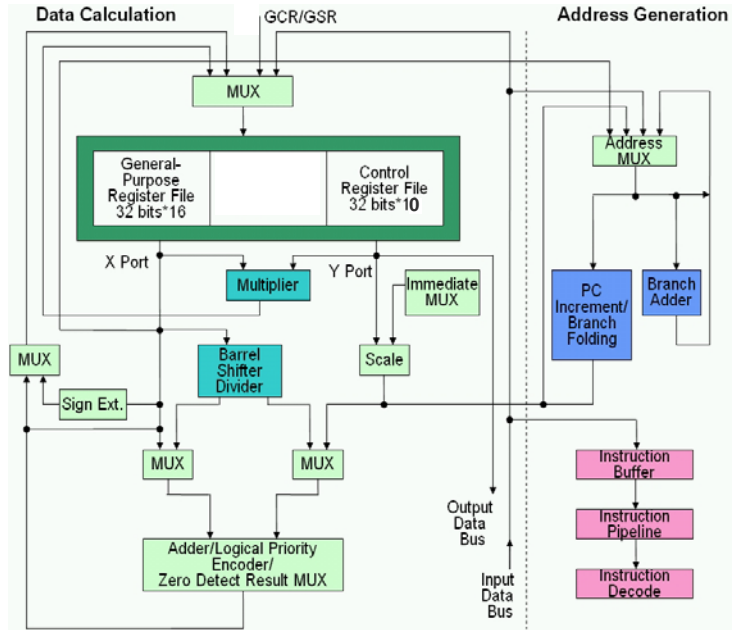 Data Calculation
GCR/GSR
Address Generation
MUX
Address
MUX
General-
Purpose
Register File
32 bits*16
Control
Register File
32 bits*10
X Port
Y Port
Multiplier
Immediate
MUX
PC
Increment/
Branch
Folding
Branch
Adder
MUX
Barrel
Shifter
Divider
Scale
Sign Ext.
MUX
MUX
Instruction
Buffer
Output
Data
Bus
Instruction
Pipeline
Adder/Logical Priority
Encoder/
Zero Detect Result MUX
Input
Data
Bus
Instruction
Decode